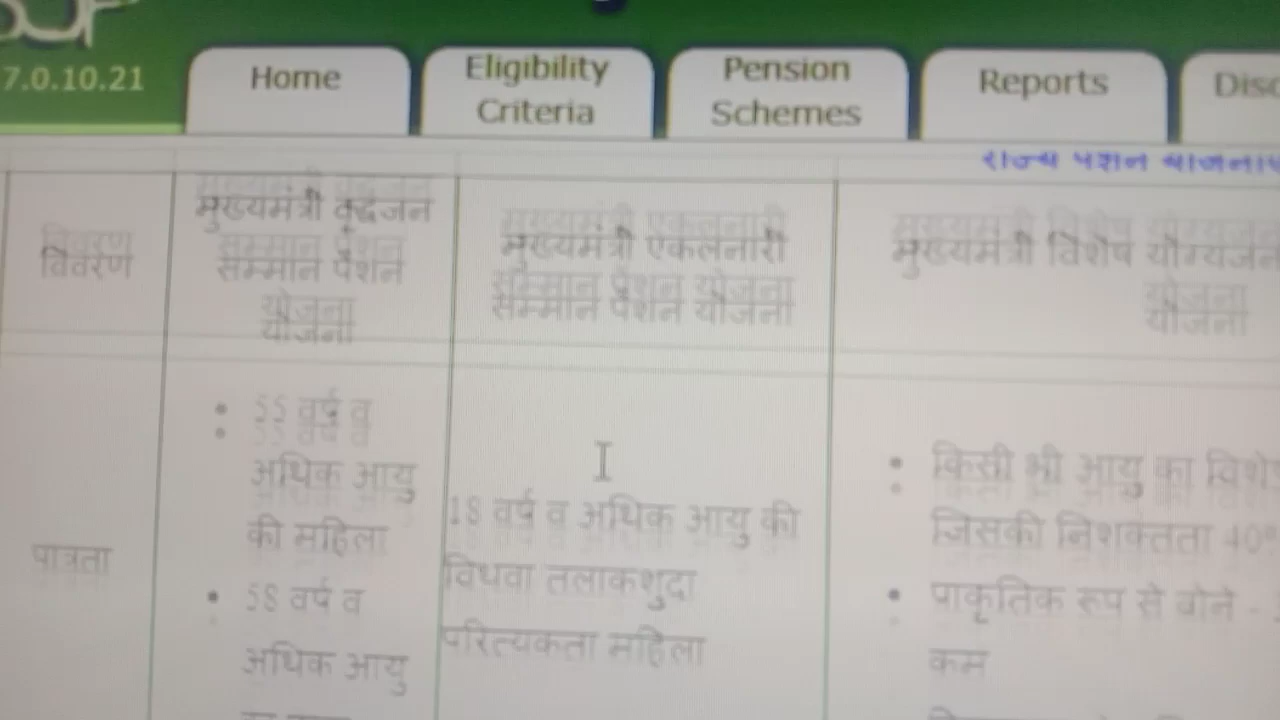 7.0.10.21
Home
Eligibility
Criteria
Pension
Schemes
Reports
राज्य पेंशन
विवरण
मुख्यमंत्री वृद्धजन
सम्मान पेंशन
योजना
मुख्यमंत्री एकलनारी
सम्मान पेंशन योजना
मुख्यमंत्री विशेष योग्यजन
योजना
पात्रता
• 55 वर्ष व
अधिक आयु
की महिला
• 58 वर्ष व
अधिक आयु
18 वर्ष व अधिक आयु की
विधवा तलाकशुदा
परित्यकता महिला
• किसी भी आयु का
जिसकी निशक्तता
• प्राकृतिक रूप से बोने -
कम